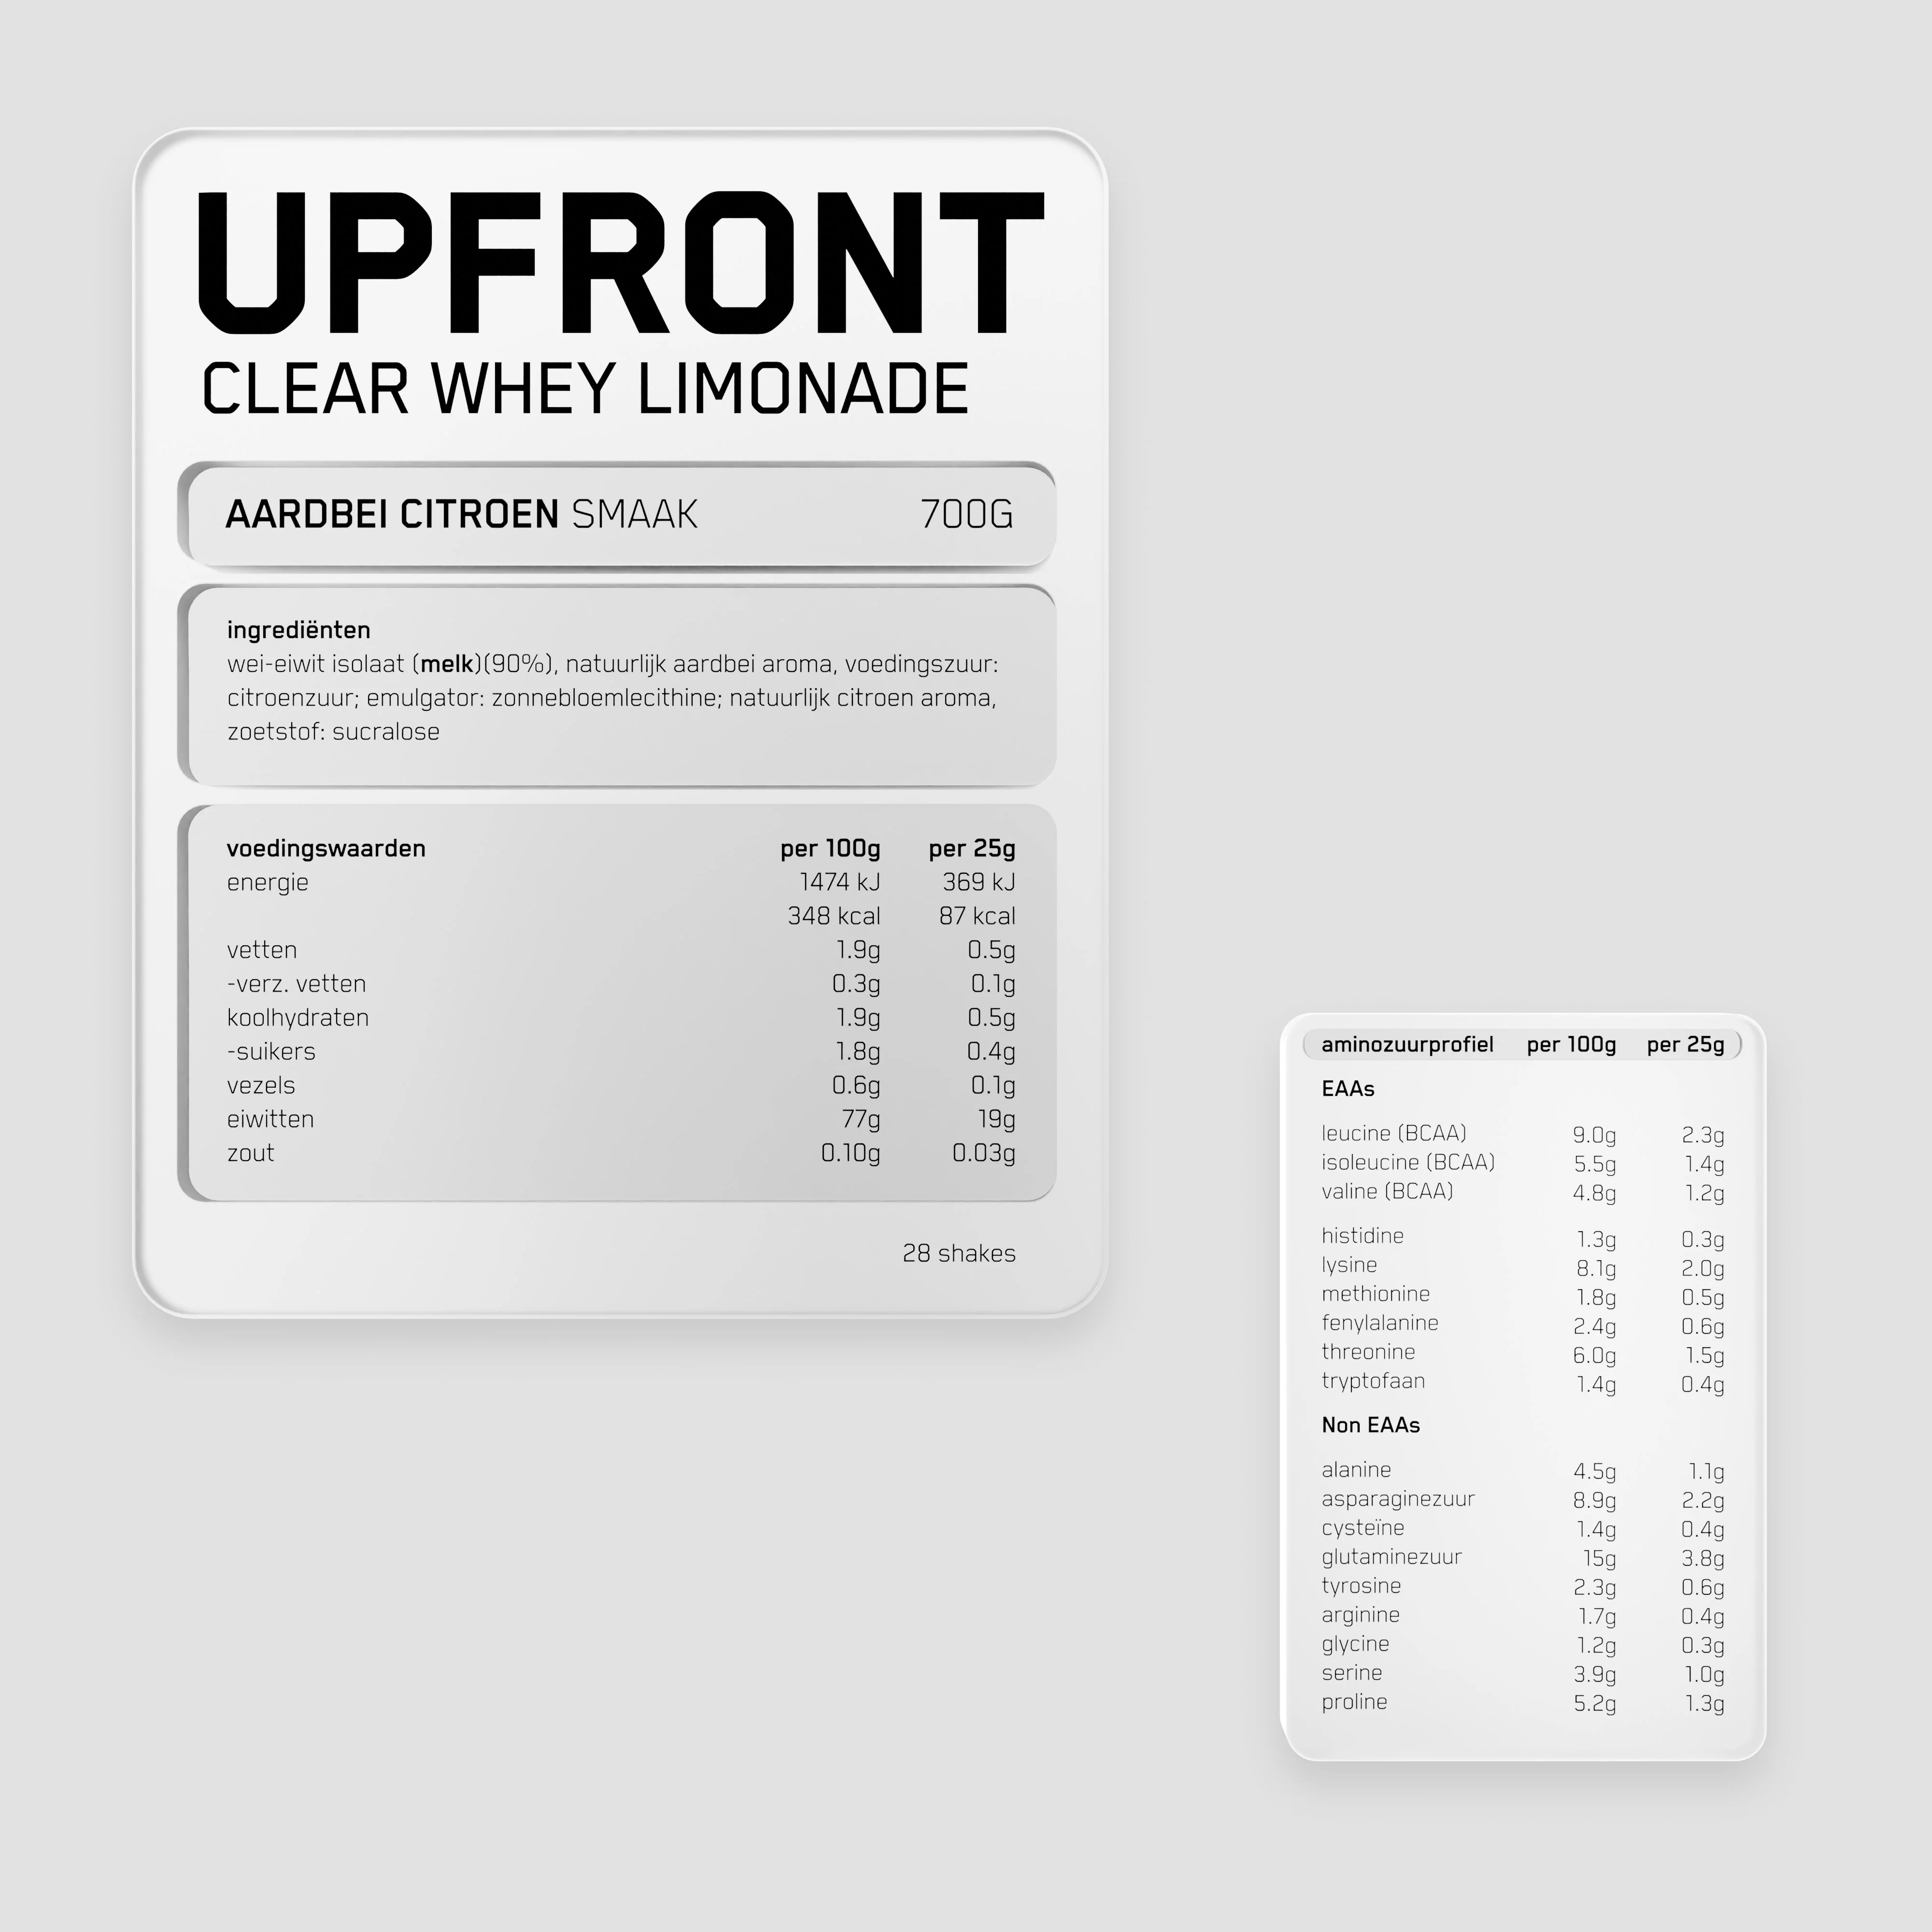 UPFRONT
CLEAR WHEY LIMONADE
AARDBEI CITROEN SMAAK 700G
ingrediënten
wei-eiwit isolaat (melk)(90%), natuurlijk aardbei aroma, voedingszuur:
citroenzuur; emulgator: zonnebloemlecithine; natuurlijk citroen aroma,
zoetstof: sucralose
voedingswaarden per 100g per 25g
energie 1474 kJ 369 kJ
348 kcal 87 kcal
vetten 1.9g 0.5g
-verz. vetten 0.3g 0.1g
koolhydraten 1.9g 0.5g
-suikers 1.8g 0.4g
vezels 0.6g 0.1g
eiwitten 77g 19g
zout 0.10g 0.03g
28 shakes
aminozuurprofiel per 100g per 25g
EAAs
leucine (BCAA) 9.0g 2.3g
isoleucine (BCAA) 5.5g 1.4g
valine (BCAA) 4.8g 1.2g
histidine 1.3g 0.3g
lysine 8.1g 2.0g
methionine 1.8g 0.5g
fenylalanine 2.4g 0.6g
threonine 6.0g 1.5g
tryptofaan 1.4g 0.4g
Non EAAs
alanine 4.5g 1.1g
asparaginezuur 8.9g 2.2g
cysteïne 1.4g 0.4g
glutaminezuur 15g 3.8g
tyrosine 2.3g 0.6g
arginine 1.7g 0.4g
glycine 1.2g 0.3g
serine 3.9g 1.0g
proline 5.2g 1.3g